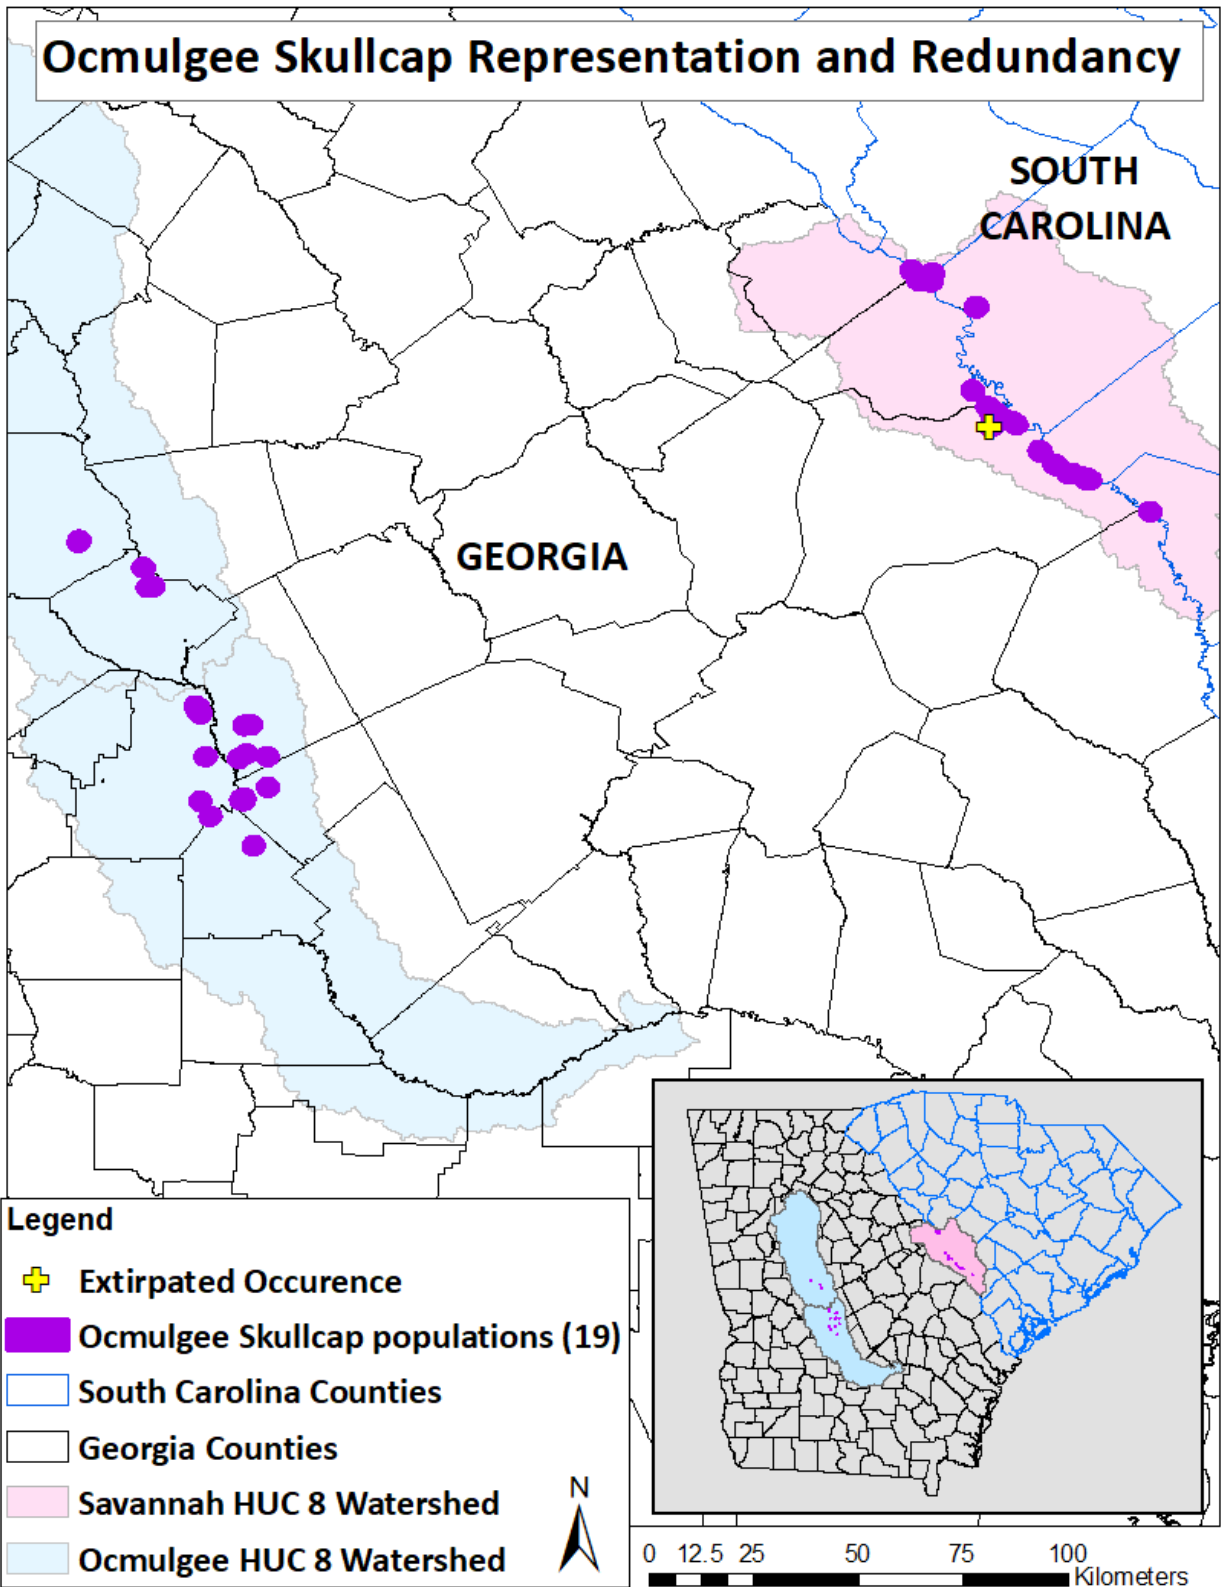 Ocmulgee Skullcap Representation and Redundancy
SOUTH
CAROLINA
GEORGIA
Legend
Extirpated Occurence
Ocmulgee Skullcap populations (19)
South Carolina Counties
Georgia Counties
Savannah HUC 8 Watershed
Ocmulgee HUC 8 Watershed
N
0 12.5 25 50 75 100
Kilometers